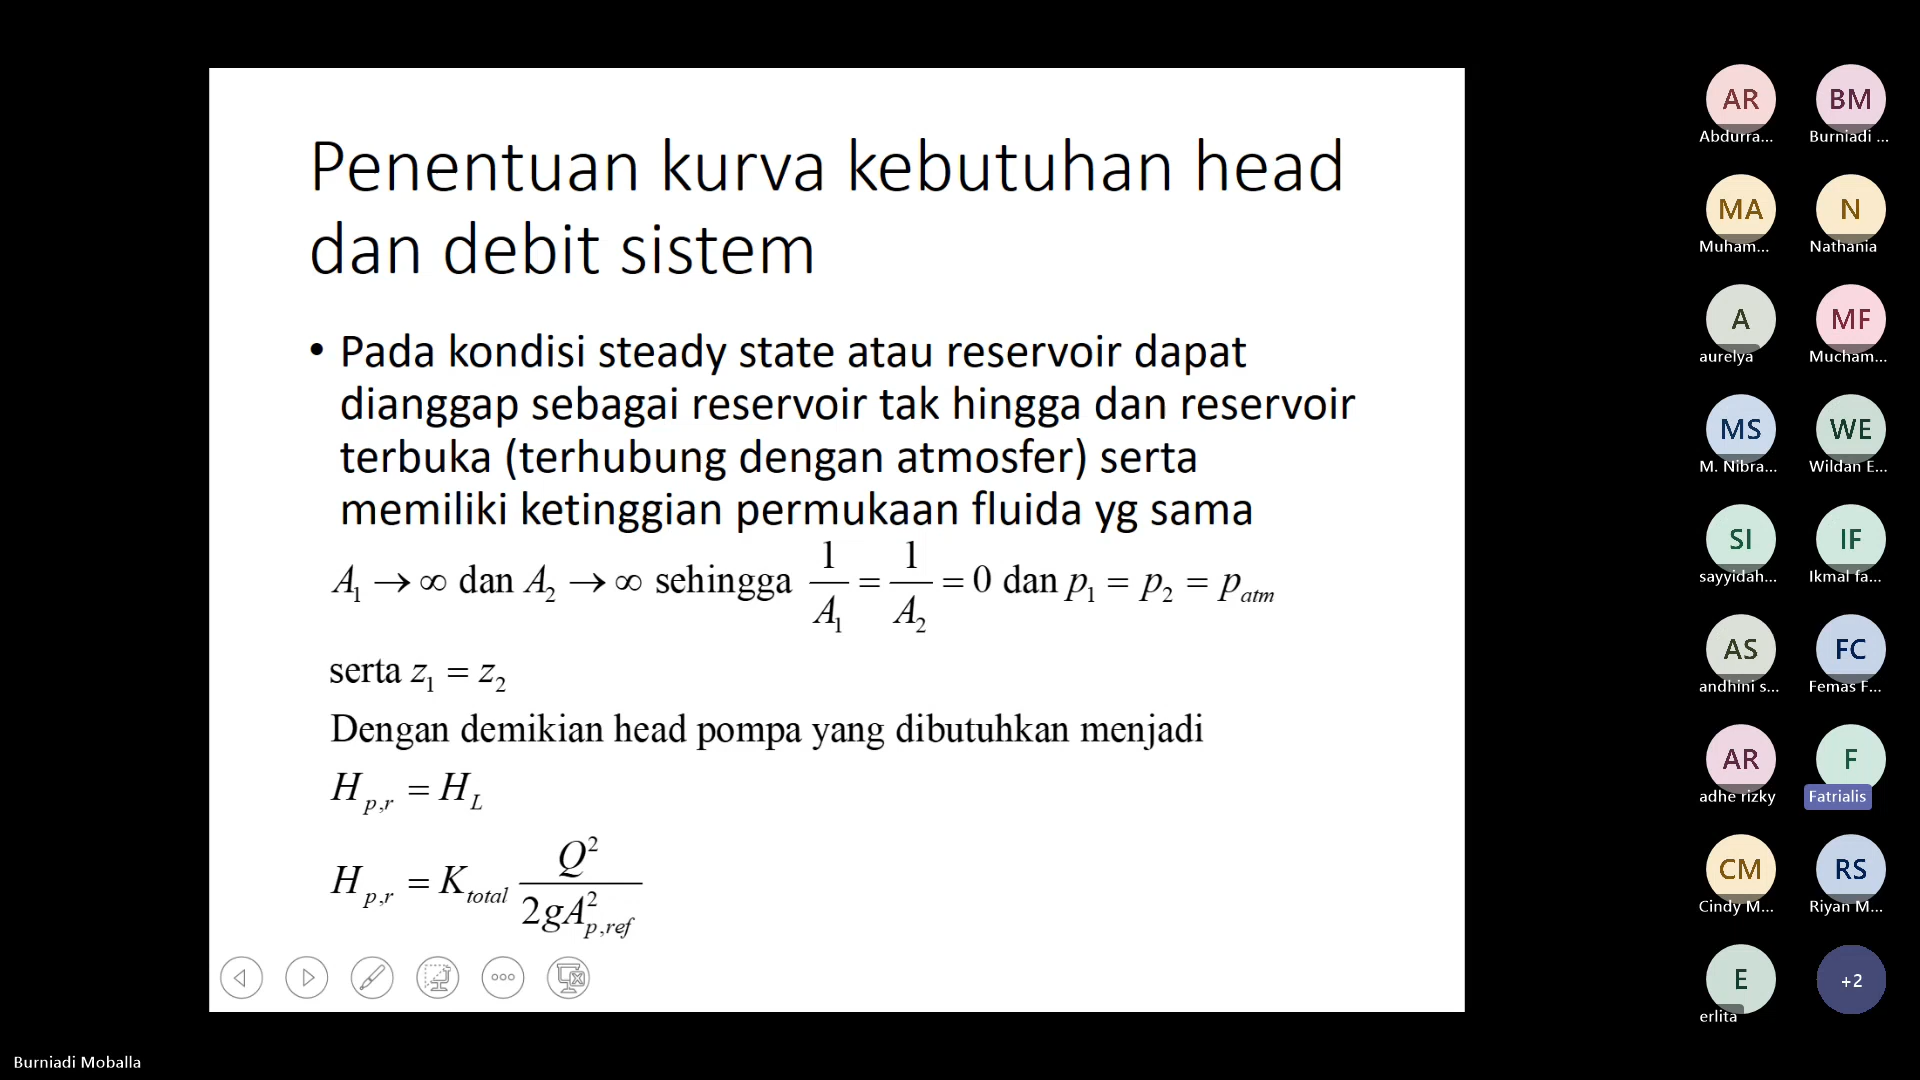 Penentuan kurva kebutuhan head
dan debit sistem
• Pada kondisi steady state atau reservoir dapat
dianggap sebagai reservoir tak hingga dan reservoir
terbuka (terhubung dengan atmosfer) serta
memiliki ketinggian permukaan fluida yg sama
A₁ → ∞ dan A₂ → ∞ sehingga 1/A₁ = 1/A₂ = 0 dan p₁ = p₂ = p_atm
serta z₁ = z₂
Dengan demikian head pompa yang dibutuhkan menjadi
H_p,r = H_L
H_p,r = K_total Q²/2gA²_p,ref
AR
Abdurra...
BM
Burniadi ...
MA
Muham...
N
Nathania
A
aurelya
MF
Mucham...
MS
M. Nibra...
WE
Wildan E...
SI
sayyidah...
IF
Ikmal fa...
AS
andhini s...
FC
Femas F...
AR
adhe rizky
F
Fatrialis
CM
Cindy M...
RS
Riyan M...
E
erlita
+2
Burniadi Moballa